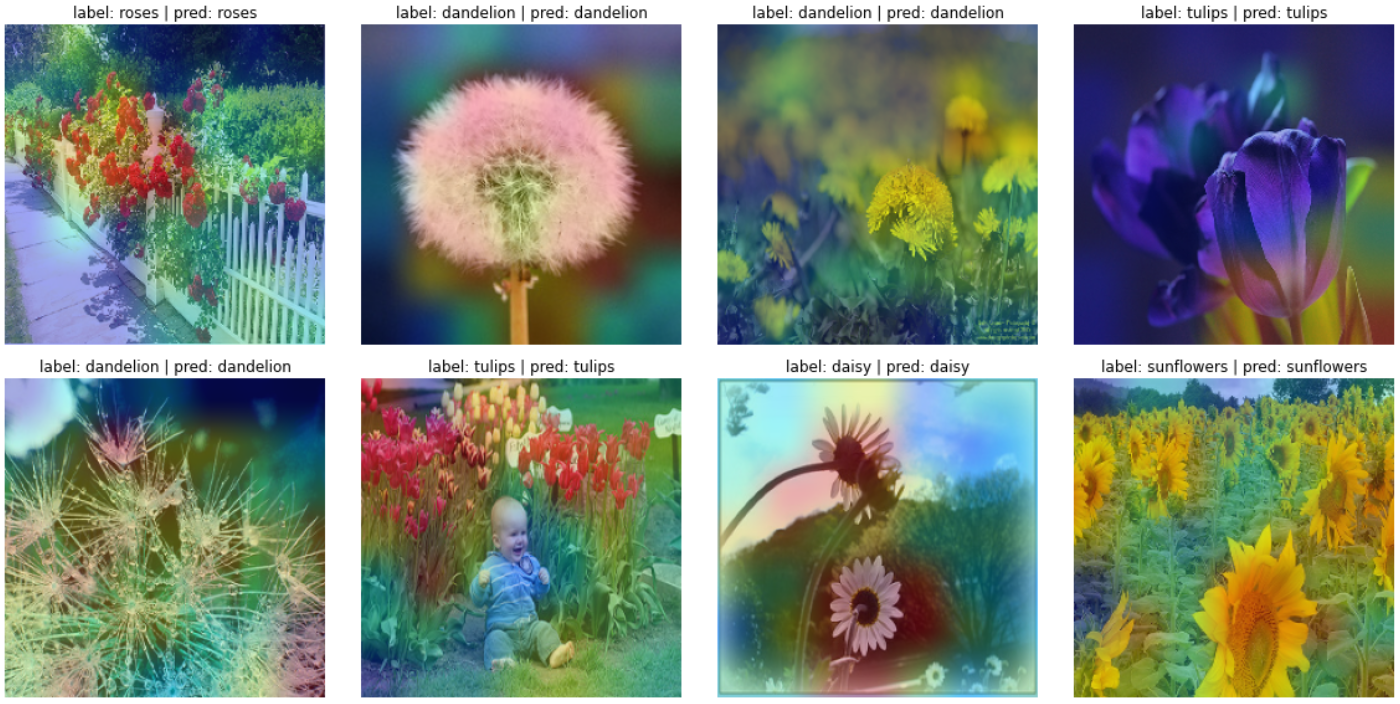 label: roses | pred: roses
label: dandelion | pred: dandelion
label: dandelion | pred: dandelion
label: tulips | pred: tulips
label: dandelion | pred: dandelion
label: tulips | pred: tulips
label: daisy | pred: daisy
label: sunflowers | pred: sunflowers